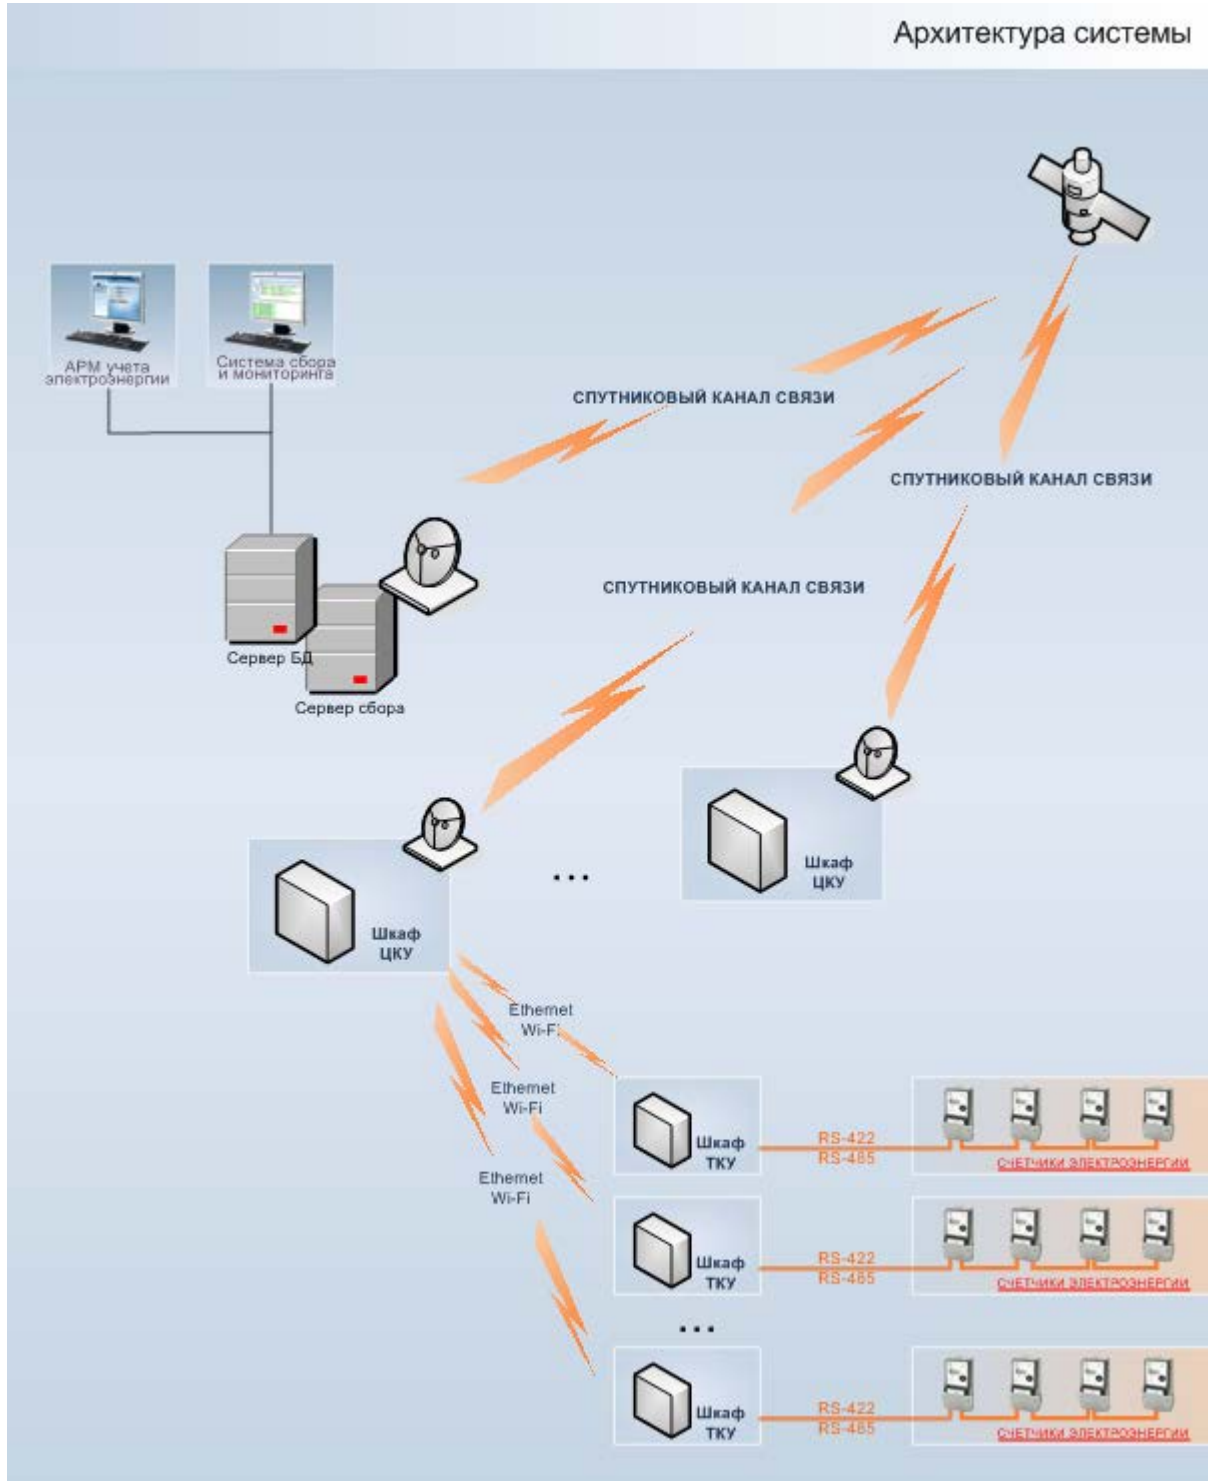 Архитектура системы
АРМ учета
электроэнергии
Система сбора
и мониторинга
СПУТНИКОВЫЙ КАНАЛ СВЯЗИ
СПУТНИКОВЫЙ КАНАЛ СВЯЗИ
СПУТНИКОВЫЙ КАНАЛ СВЯЗИ
Сервер БД
Сервер сбора
Шкаф
ЦКУ
...
Шкаф
ЦКУ
Ethernet
Wi-Fi
Ethernet
Wi-Fi
Ethernet
Wi-Fi
Шкаф
ТКУ
RS-422
RS-485
СЧЕТЧИКИ ЭЛЕКТРОЭНЕРГИИ
Шкаф
ТКУ
RS-422
RS-485
СЧЕТЧИКИ ЭЛЕКТРОЭНЕРГИИ
...
Шкаф
ТКУ
RS-422
RS-485
СЧЕТЧИКИ ЭЛЕКТРОЭНЕРГИИ